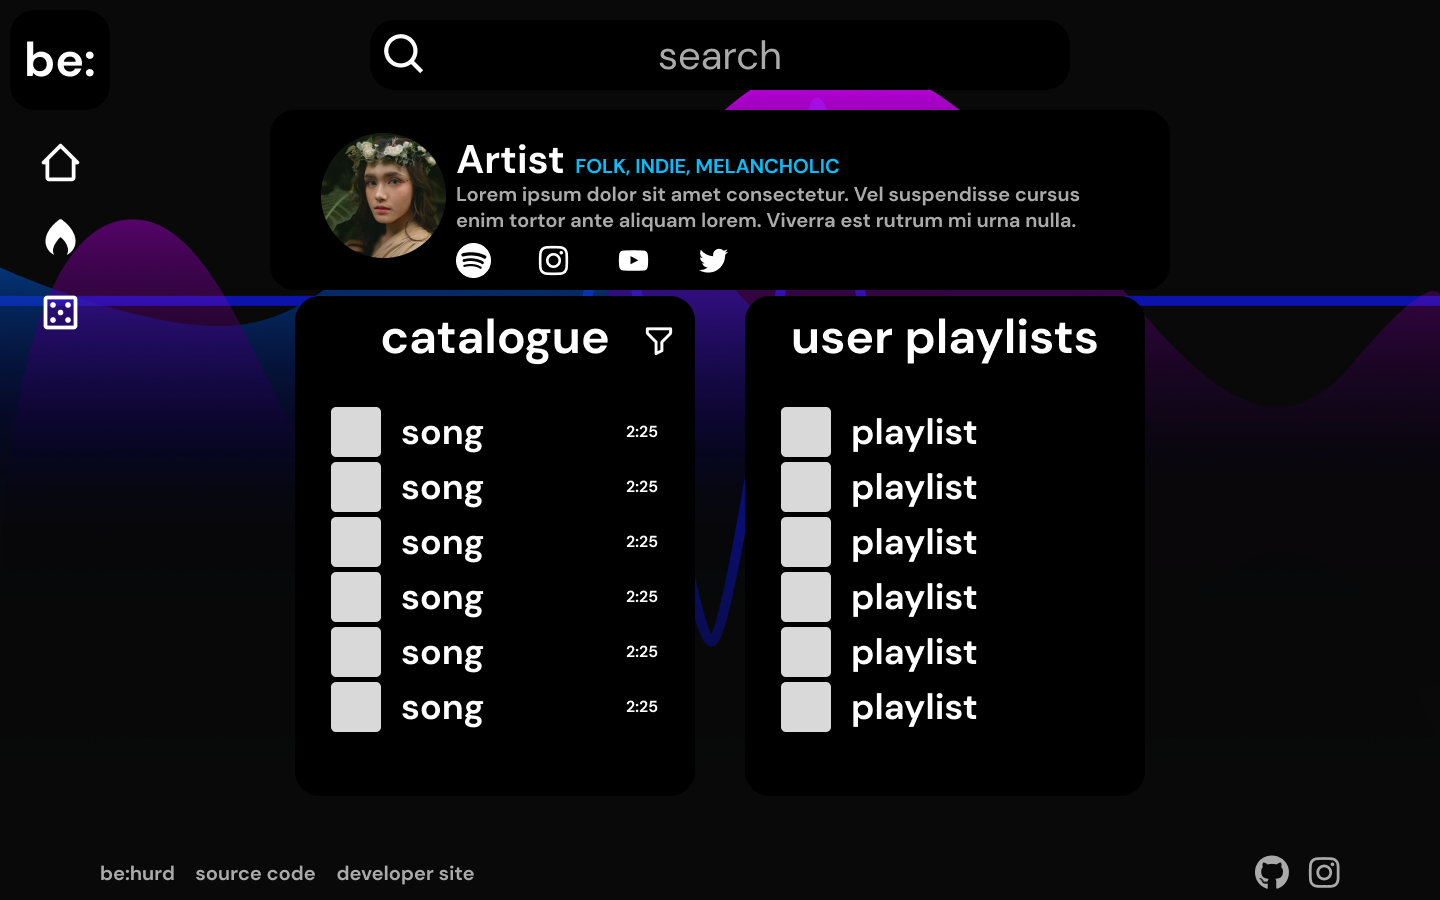 be:
search
Artist FOLK, INDIE, MELANCHOLIC
Lorem ipsum dolor sit amet consectetur. Vel suspendisse cursus
enim tortor ante aliquam lorem. Viverra est rutrum mi urna nulla.
catalogue
song 2:25
song 2:25
song 2:25
song 2:25
song 2:25
song 2:25
user playlists
playlist
playlist
playlist
playlist
playlist
playlist
be:hurd source code developer site